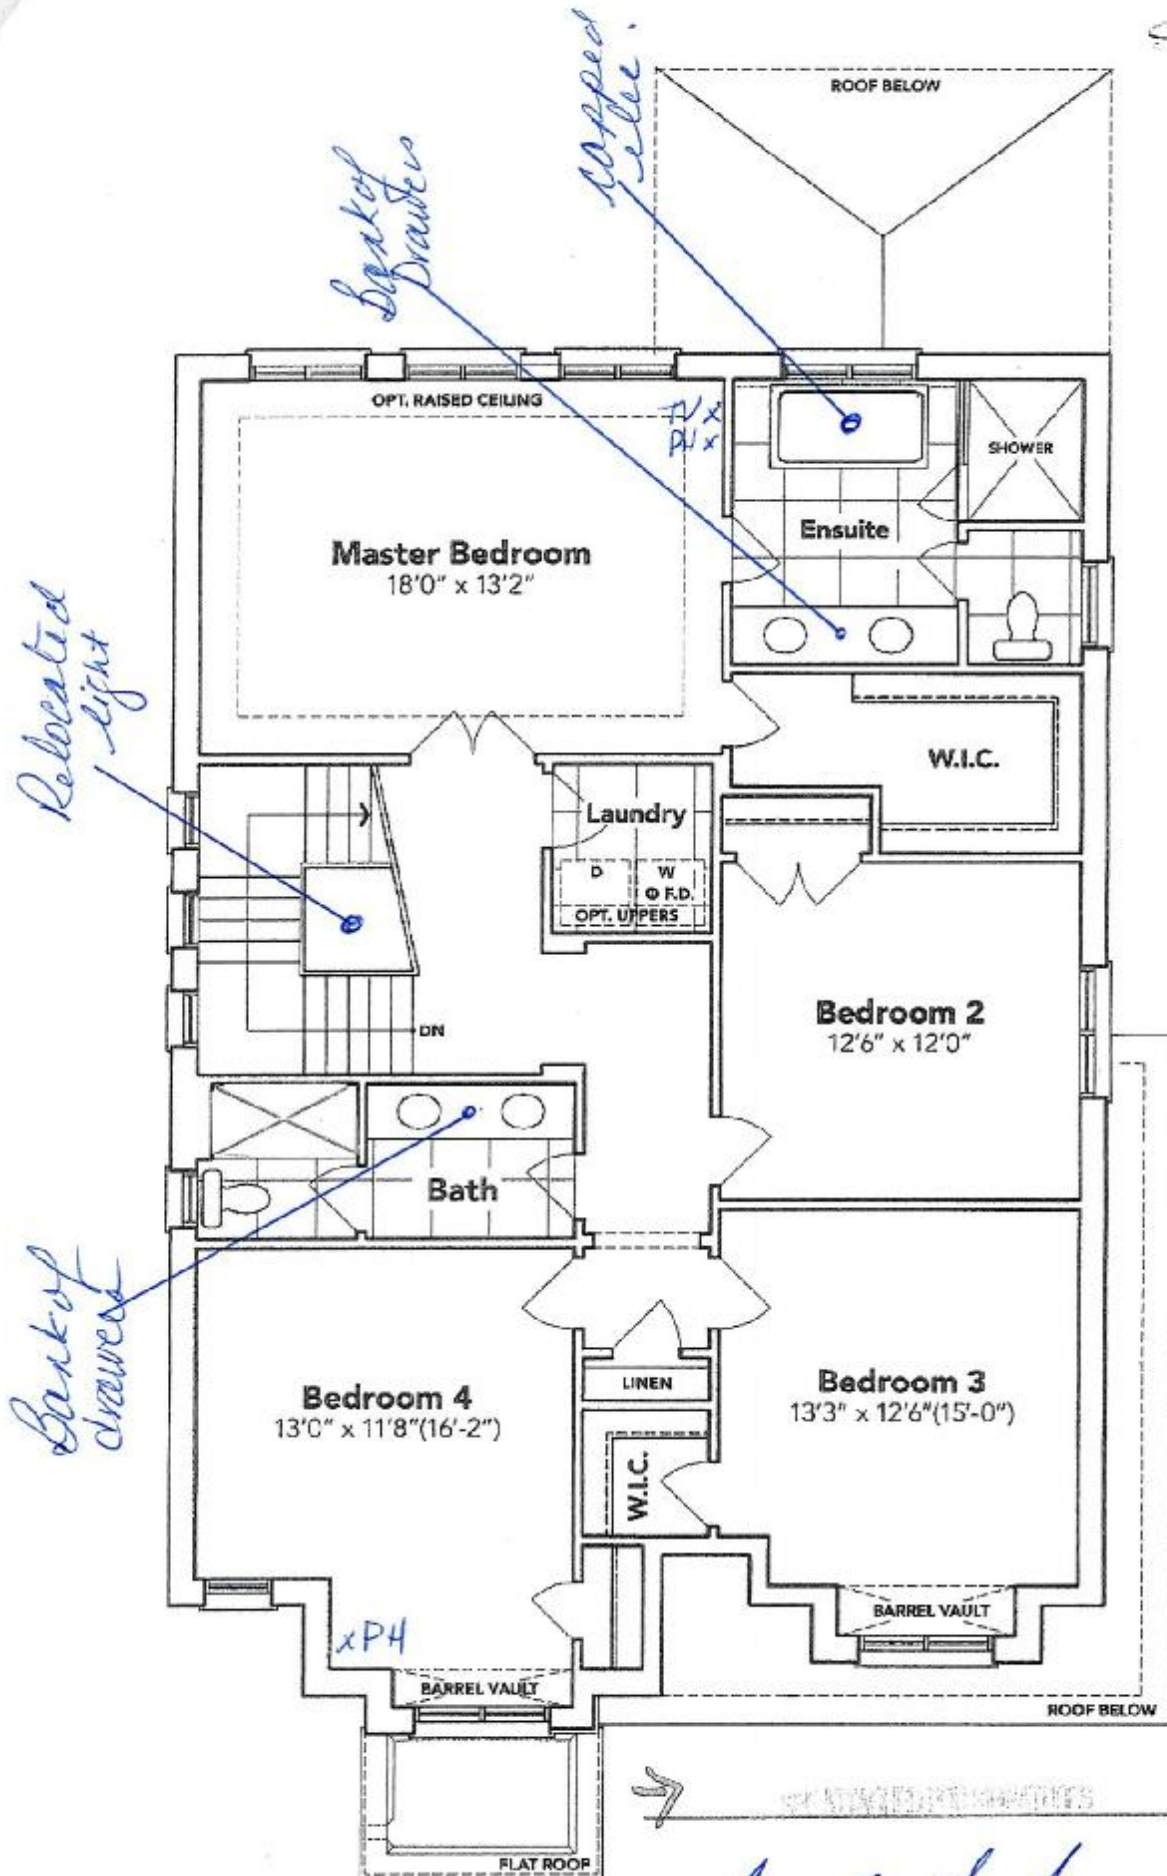 capped
elec.
ROOF BELOW
Bank of
Drawers
OPT. RAISED CEILING
TV x
PH x
SHOWER
Ensuite
Master Bedroom
18'0" x 13'2"
Relocated
light
W.I.C.
Laundry
D
W
F.D.
OPT. UPPERS
Bedroom 2
12'6" x 12'0"
DN
Bath
Bank of
drawers
LINEN
Bedroom 4
13'0" x 11'8"(16'-2")
Bedroom 3
13'3" x 12'6"(15'-0")
W.I.C.
BARREL VAULT
x PH
BARREL VAULT
ROOF BELOW
FLAT ROOF